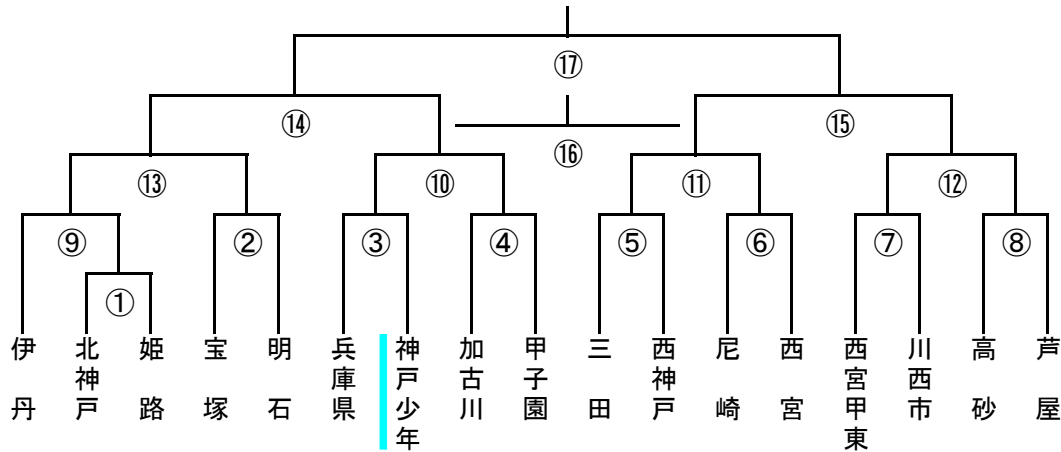 ⑰
⑭
⑮
⑯
⑬
⑩
⑪
⑫
⑨
②
③
④
⑤
⑥
⑦
⑧
①
伊丹
北神戸
姫路
宝塚
明石
兵庫県
神戸少年
加古川
甲子園
三田
西神戸
尼崎
西宮
西宮甲東
川西市
高砂
芦屋